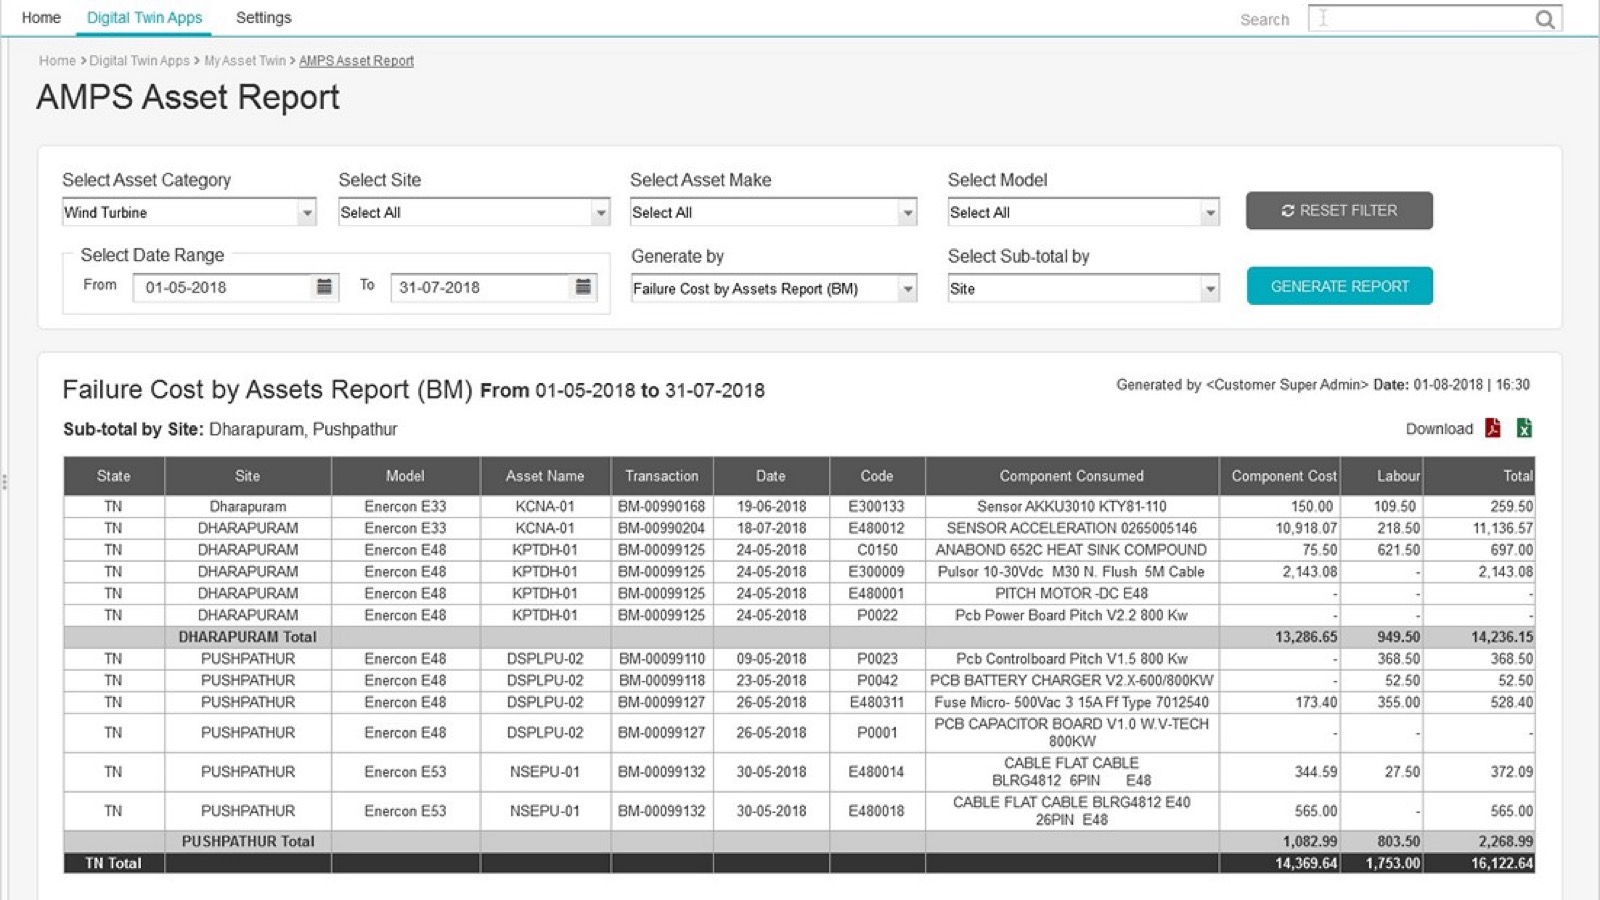 Home Digital Twin Apps Settings Search
Home > Digital Twin Apps > My Asset Twin > AMPS Asset Report
AMPS Asset Report
Select Asset Category Select Site Select Asset Make Select Model
Wind Turbine Select All Select All Select All RESET FILTER
Select Date Range Generate by Select Sub-total by
From 01-05-2018 To 31-07-2018 Failure Cost by Assets Report (BM) Site GENERATE REPORT
Failure Cost by Assets Report (BM) From 01-05-2018 to 31-07-2018 Generated by <Customer Super Admin> Date: 01-08-2018 | 16:30
Sub-total by Site: Dharapuram, Pushpathur Download
State Site Model Asset Name Transaction Date Code Component Consumed Component Cost Labour Total
TN Dharapuram Enercon E33 KCNA-01 BM-00990168 19-06-2018 E300133 Sensor AKKU3010 KTY81-110 150.00 109.50 259.50
TN DHARAPURAM Enercon E33 KCNA-01 BM-00990204 18-07-2018 E480012 SENSOR ACCELERATION 0265005146 10,918.07 218.50 11,136.57
TN DHARAPURAM Enercon E48 KPTDH-01 BM-00099125 24-05-2018 C0150 ANABOND 652C HEAT SINK COMPOUND 75.50 621.50 697.00
TN DHARAPURAM Enercon E48 KPTDH-01 BM-00099125 24-05-2018 E300009 Pulsor 10-30Vdc M30 N. Flush 5M Cable 2,143.08 - 2,143.08
TN DHARAPURAM Enercon E48 KPTDH-01 BM-00099125 24-05-2018 E480001 PITCH MOTOR -DC E48 - - -
TN DHARAPURAM Enercon E48 KPTDH-01 BM-00099125 24-05-2018 P0022 Pcb Power Board Pitch V2.2 800 Kw - - -
DHARAPURAM Total 13,286.65 949.50 14,236.15
TN PUSHPATHUR Enercon E48 DSPLPU-02 BM-00099110 09-05-2018 P0023 Pcb Controlboard Pitch V1.5 800 Kw - 368.50 368.50
TN PUSHPATHUR Enercon E48 DSPLPU-02 BM-00099118 23-05-2018 P0042 PCB BATTERY CHARGER V2.X-600/800KW - 52.50 52.50
TN PUSHPATHUR Enercon E48 DSPLPU-02 BM-00099127 26-05-2018 E480311 Fuse Micro- 500Vac 3 15A Ff Type 7012540 173.40 355.00 528.40
TN PUSHPATHUR Enercon E48 DSPLPU-02 BM-00099127 26-05-2018 P0001 PCB CAPACITOR BOARD V1.0 W.V-TECH - - -
800KW
TN PUSHPATHUR Enercon E53 NSEPU-01 BM-00099132 30-05-2018 E480014 CABLE FLAT CABLE 344.59 27.50 372.09
BLRG4812 6PIN E48
TN PUSHPATHUR Enercon E53 NSEPU-01 BM-00099132 30-05-2018 E480018 CABLE FLAT CABLE BLRG4812 E40 565.00 - 565.00
26PIN E48
PUSHPATHUR Total 1,082.99 803.50 2,268.99
TN Total 14,369.64 1,753.00 16,122.64